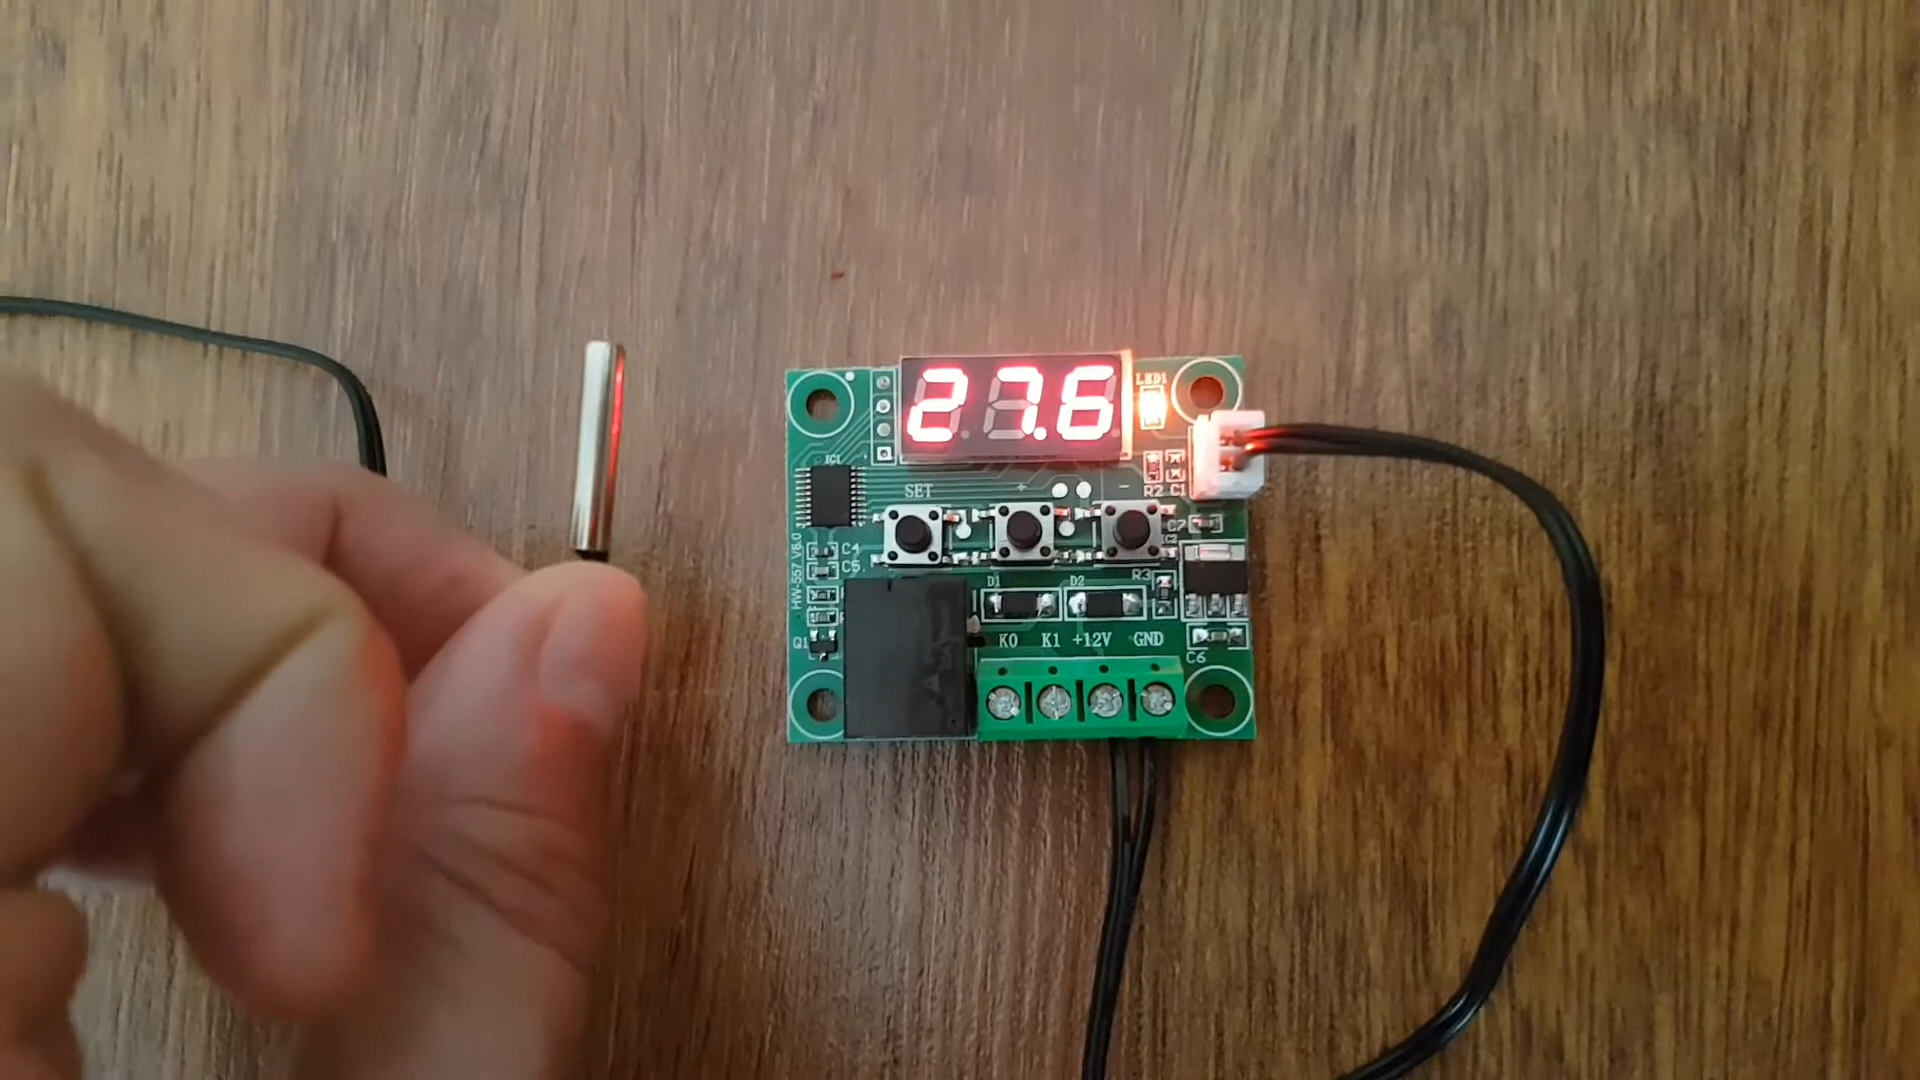 27.6
LED1
IC1
R2 C1
SET
+
-
C7
IC2
C4
C5
HW-557 V6.0
D1
D2
R3
Q1
K0 K1 +12V GND
C6